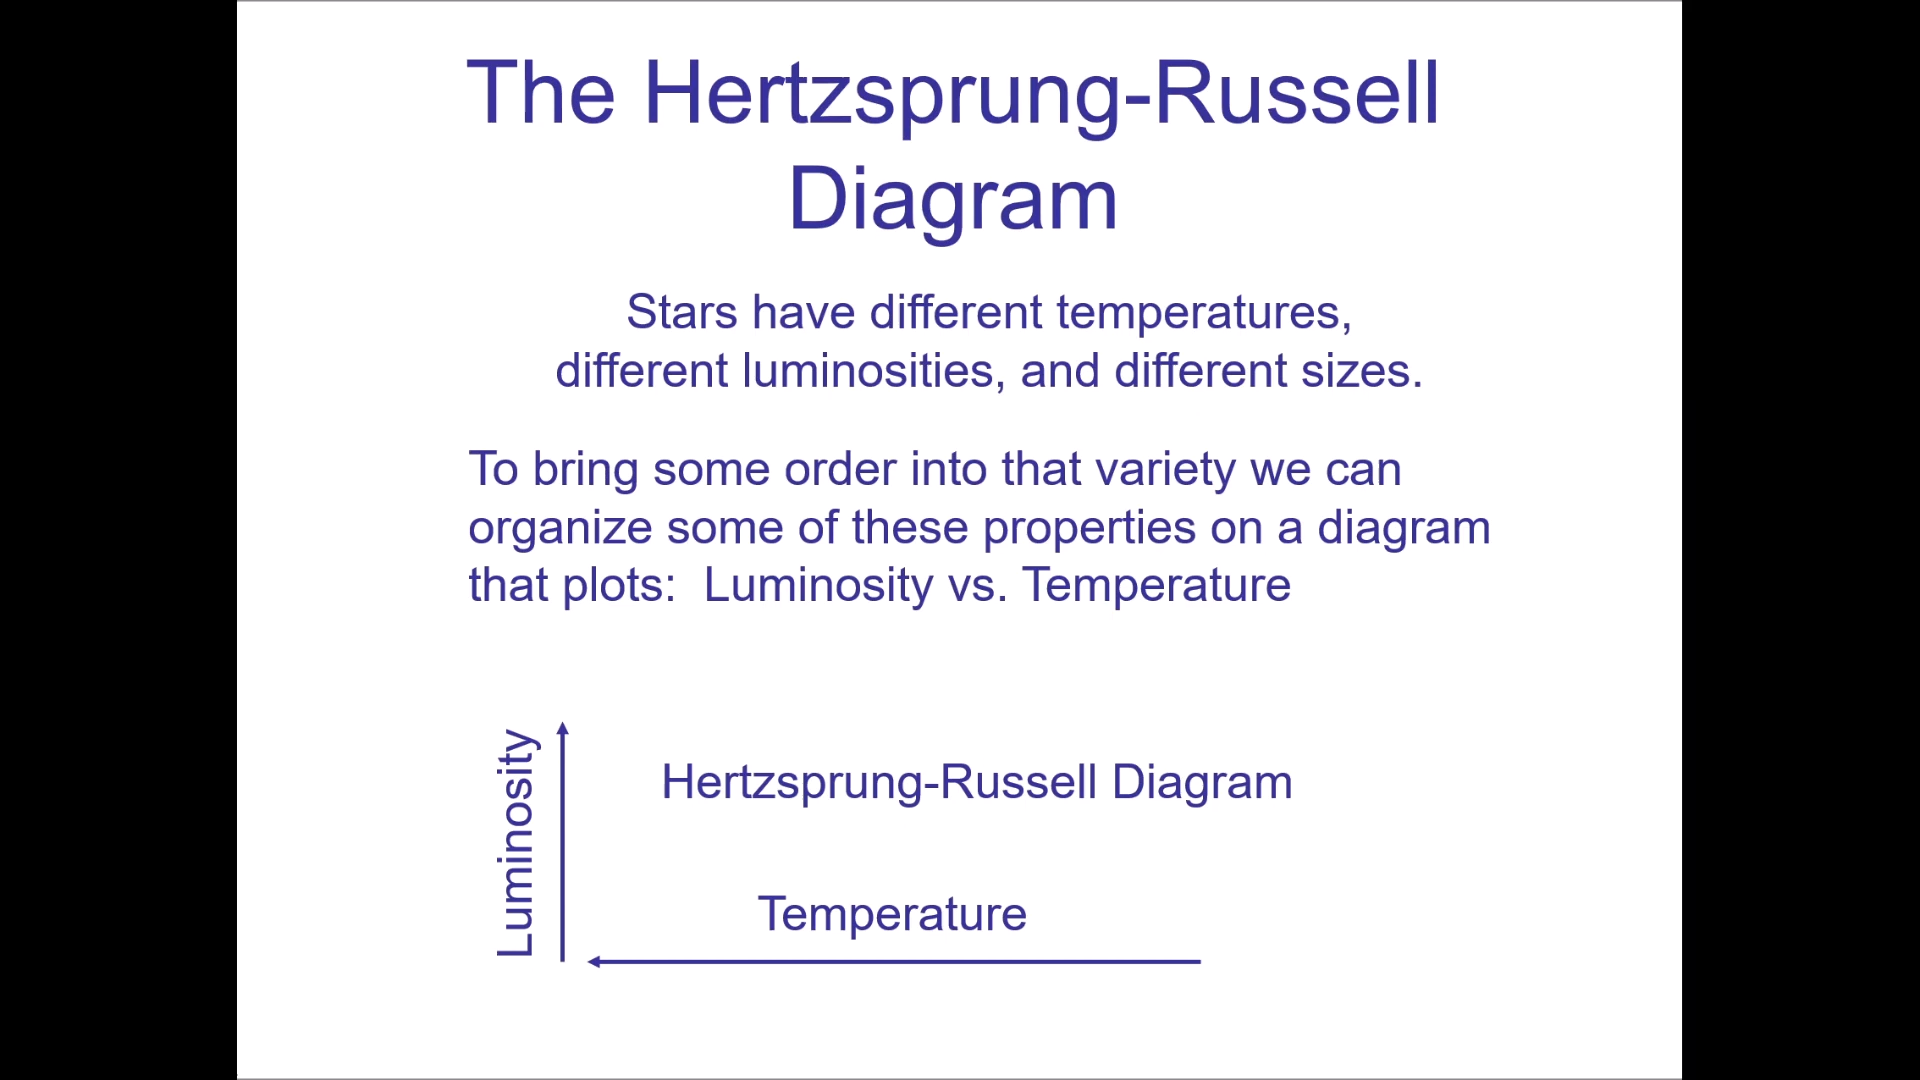 The Hertzsprung-Russell
Diagram
Stars have different temperatures,
different luminosities, and different sizes.
To bring some order into that variety we can
organize some of these properties on a diagram
that plots:  Luminosity vs. Temperature
Luminosity
Hertzsprung-Russell Diagram
Temperature